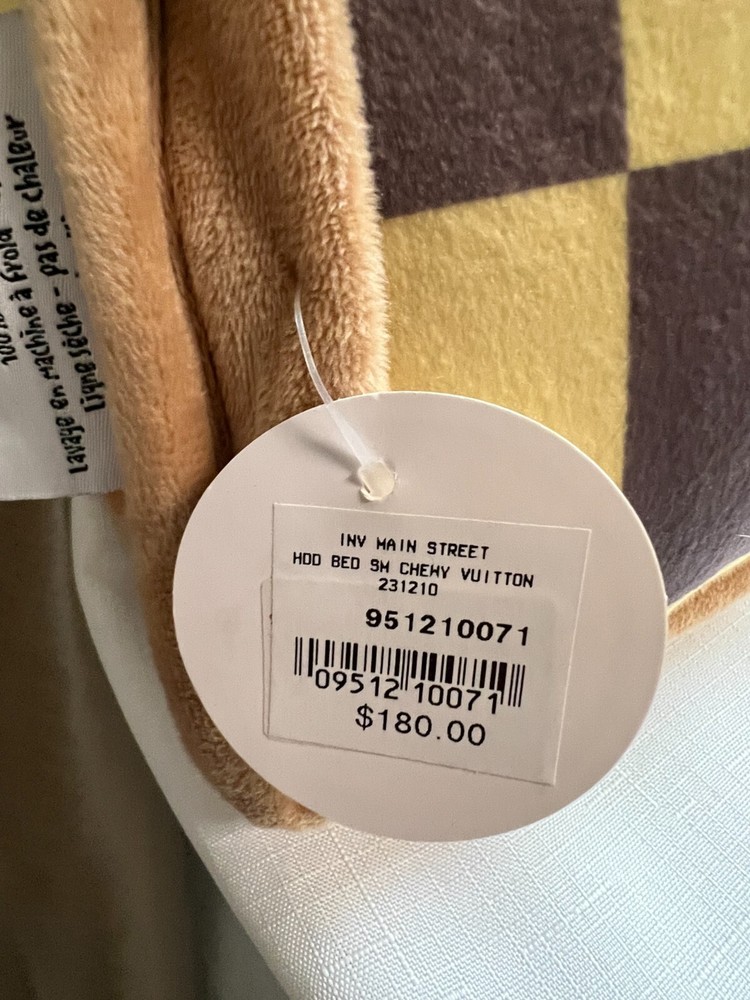 100%
Lavage en Machine à froid
Ligne sèche - pas de chaleur
INV MAIN STREET
HDD BED SM CHEWY VUITTON
231210
951210071
09512 10071
$180.00